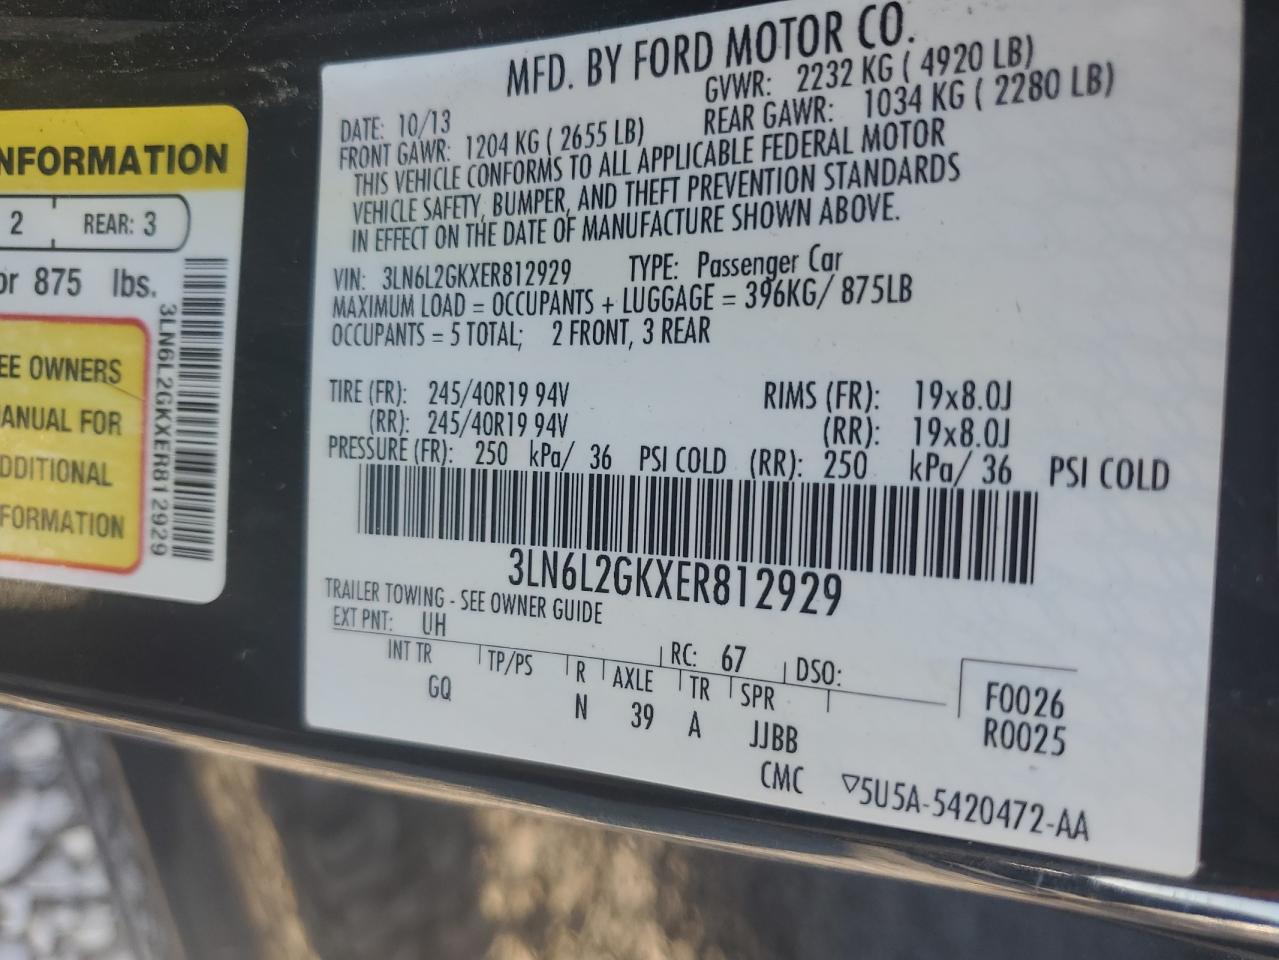 MFD. BY FORD MOTOR CO.
DATE: 10/13 GVWR: 2232 KG ( 4920 LB)
FRONT GAWR: 1204 KG ( 2655 LB) REAR GAWR: 1034 KG ( 2280 LB)
THIS VEHICLE CONFORMS TO ALL APPLICABLE FEDERAL MOTOR
VEHICLE SAFETY, BUMPER, AND THEFT PREVENTION STANDARDS
IN EFFECT ON THE DATE OF MANUFACTURE SHOWN ABOVE.
VIN: 3LN6L2GKXER812929 TYPE: Passenger Car
MAXIMUM LOAD = OCCUPANTS + LUGGAGE = 396KG/ 875LB
OCCUPANTS = 5 TOTAL; 2 FRONT, 3 REAR
TIRE (FR): 245/40R19 94V RIMS (FR): 19x8.0J
(RR): 245/40R19 94V (RR): 19x8.0J
PRESSURE (FR): 250 kPa/ 36 PSI COLD (RR): 250 kPa/ 36 PSI COLD
3LN6L2GKXER812929
TRAILER TOWING - SEE OWNER GUIDE
EXT PNT: UH RC: 67 DSO:
INT TR TP/PS R AXLE TR SPR
GQ N 39 A JJBB
CMC
F0026
R0025
▽5U5A-5420472-AA
NFORMATION
2 REAR: 3
or 875 lbs.
EE OWNERS
ANUAL FOR
DDITIONAL
FORMATION
3LN6L2GKXER812929